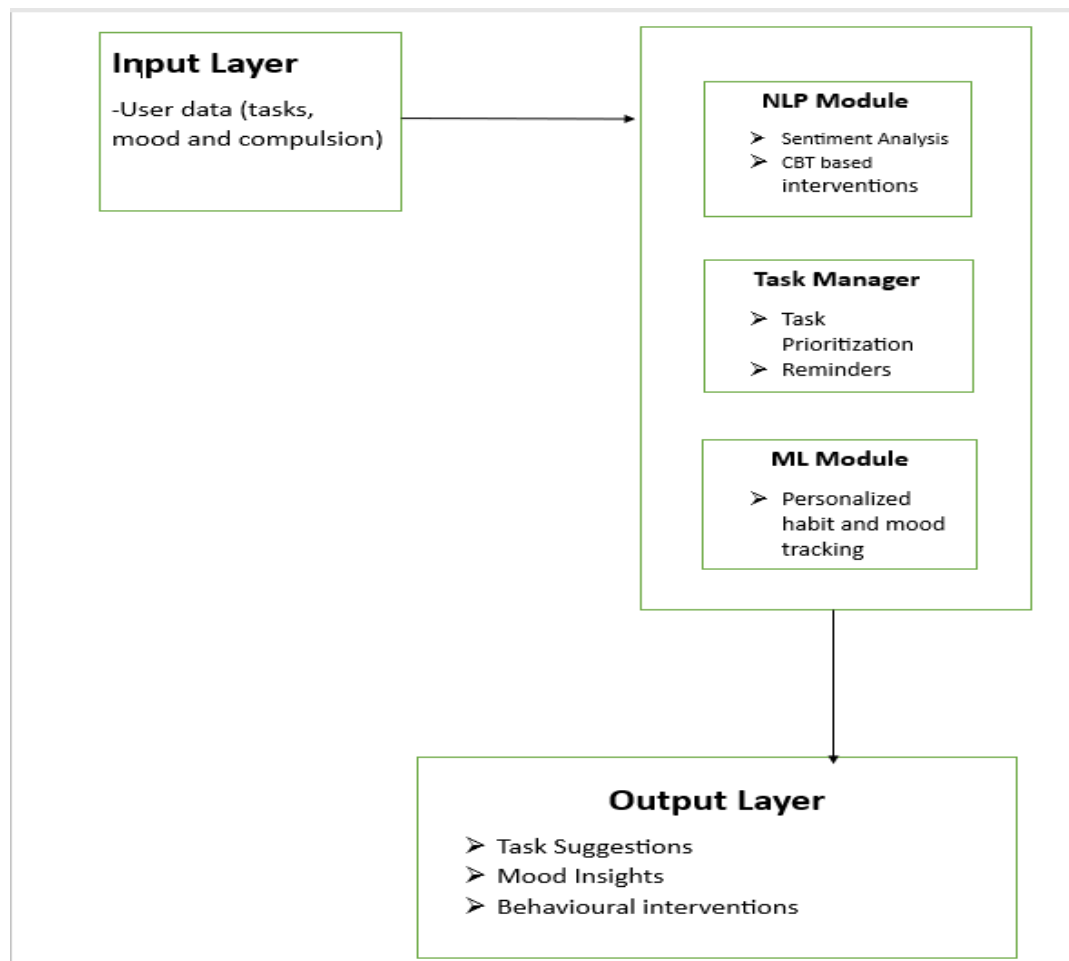 Input Layer
-User data (tasks,
mood and compulsion)
NLP Module
➢ Sentiment Analysis
➢ CBT based
interventions
Task Manager
➢ Task
Prioritization
➢ Reminders
ML Module
➢ Personalized
habit and mood
tracking
Output Layer
➢ Task Suggestions
➢ Mood Insights
➢ Behavioural interventions